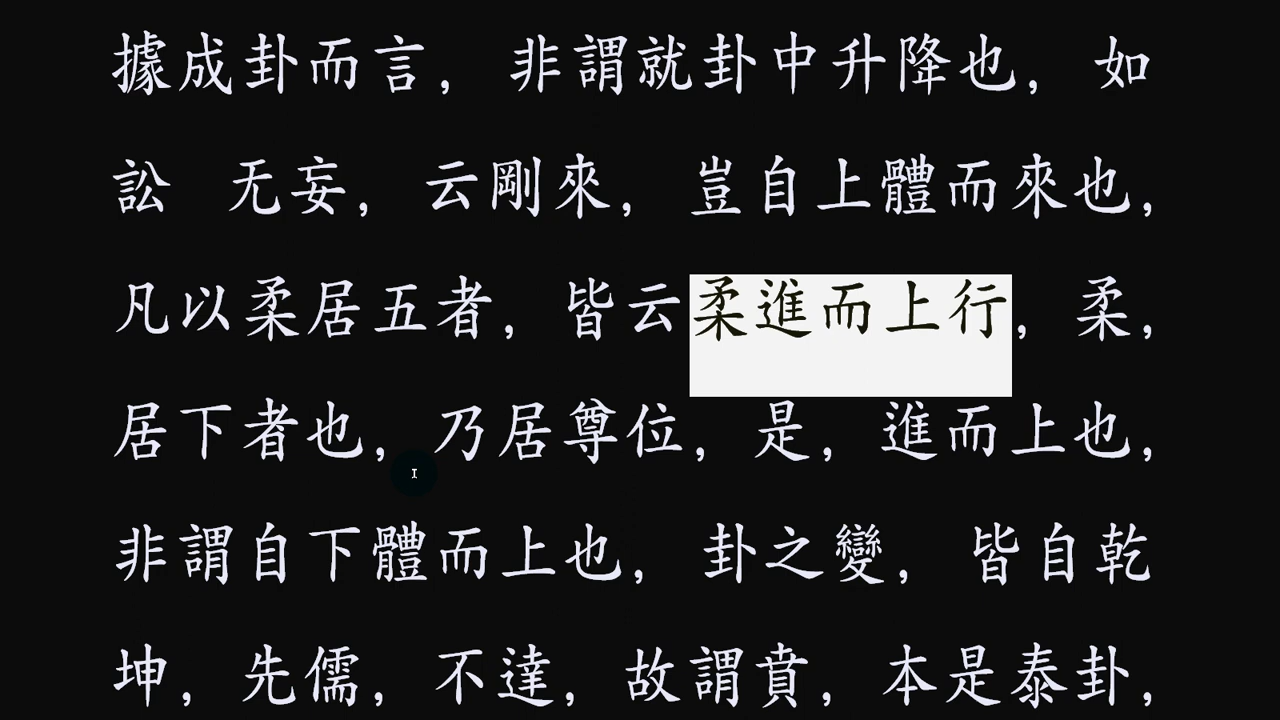 據成卦而言，非謂就卦中升降也，如
訟 无妄，云剛來，豈自上體而來也，
凡以柔居五者，皆云柔進而上行，柔，
居下者也，乃居尊位，是，進而上也，
非謂自下體而上也，卦之變，皆自乾
坤，先儒，不達，故謂賁，本是泰卦，